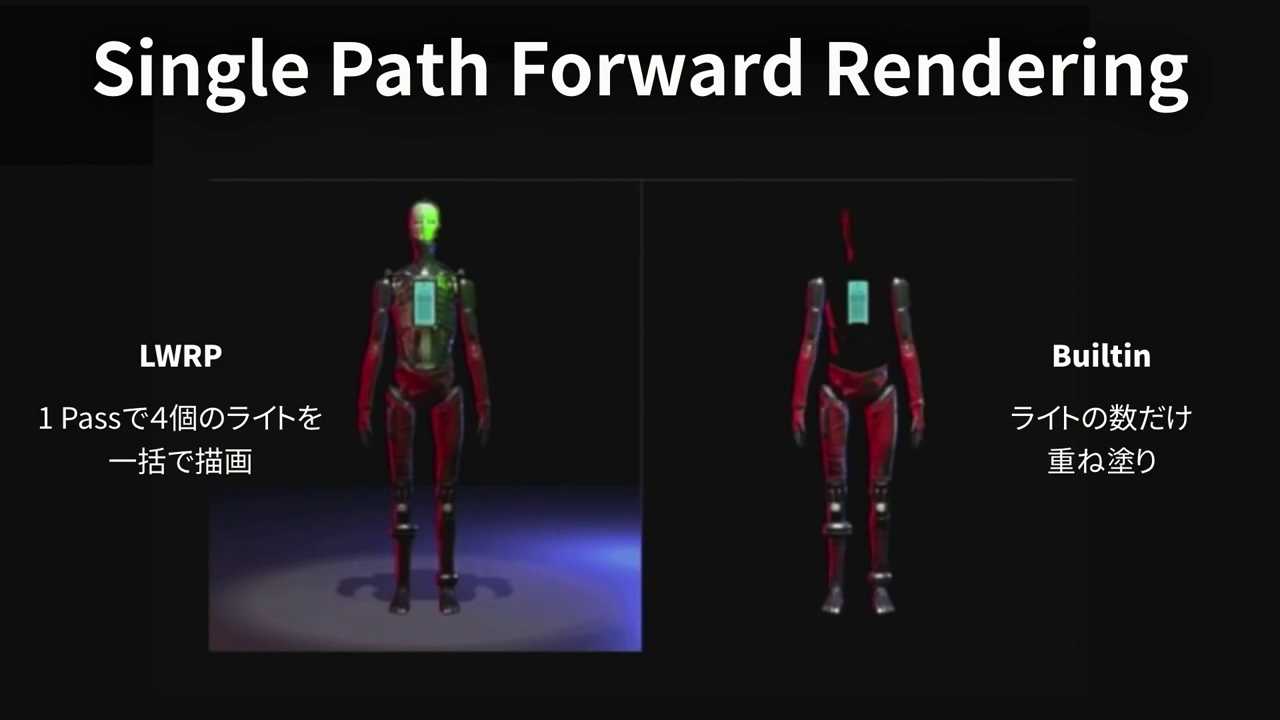 Single Path Forward Rendering
LWRP
1 Passで4個のライトを
一括で描画
Builtin
ライトの数だけ
重ね塗り